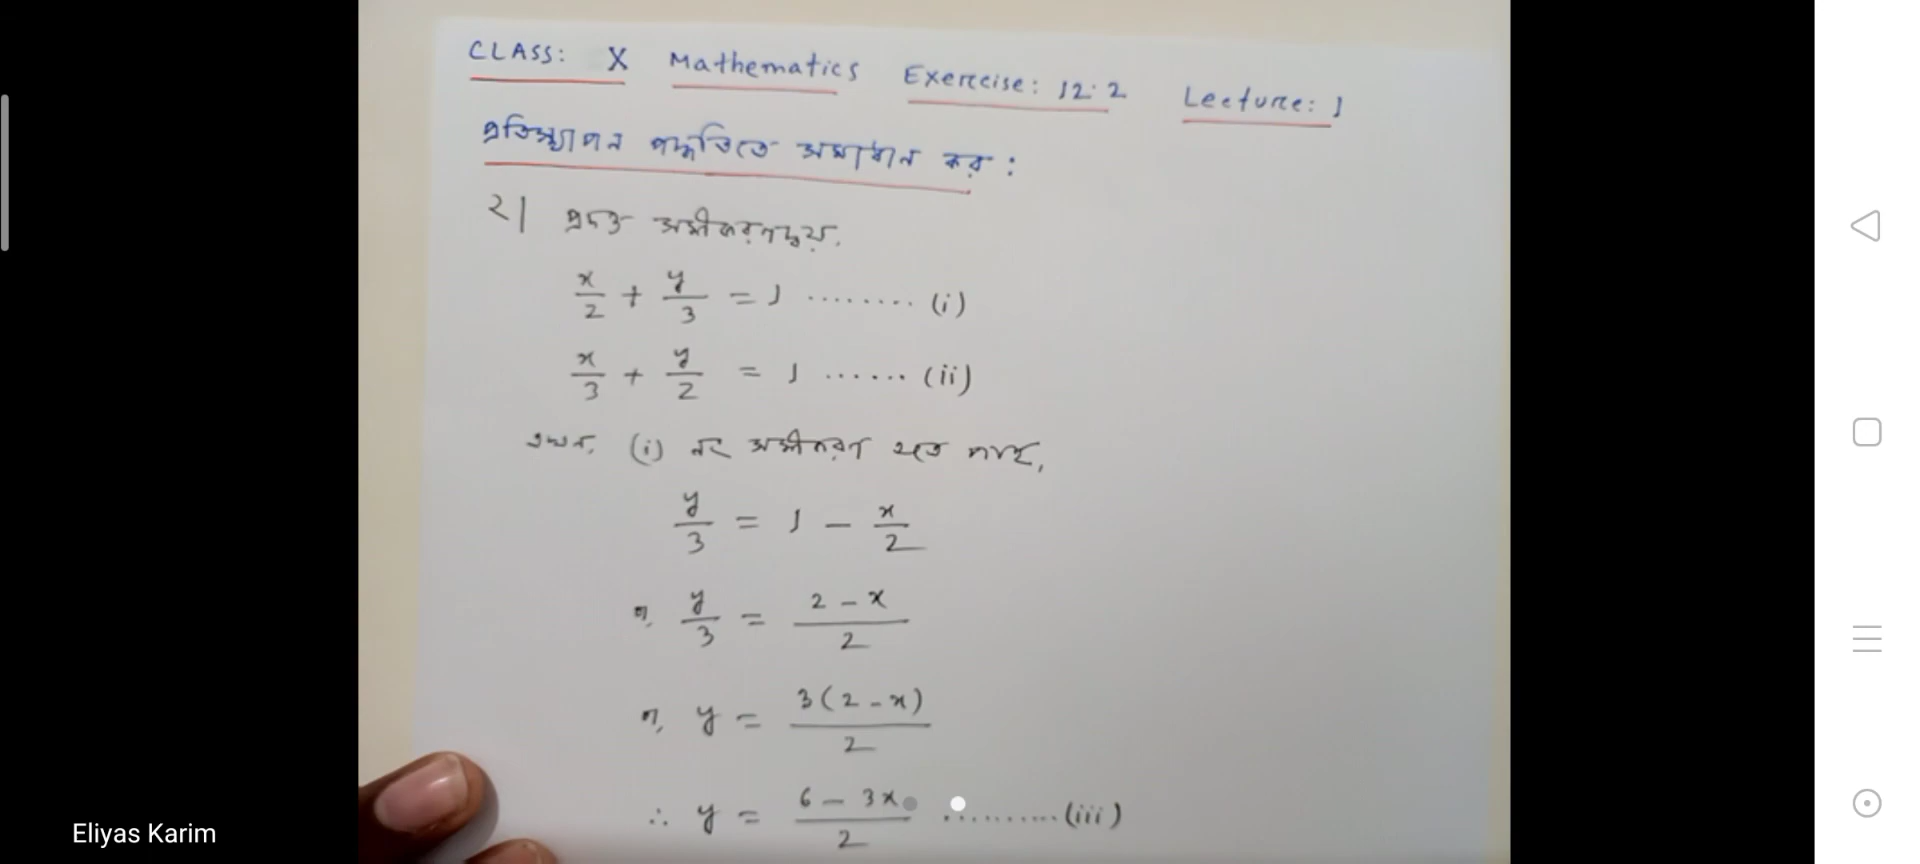 CLASS: X Mathematics Exercise: 12.2 Lecture: 1
প্রতিস্থাপন পদ্ধতিতে সমাধান কর:
২। প্রদত্ত সমীকরণদ্বয়,
x/2 + y/3 = 1 ........ (i)
x/3 + y/2 = 1 ...... (ii)
এখন, (i) নং সমীকরণ হতে পাই,
y/3 = 1 - x/2
বা, y/3 = (2 - x)/2
বা, y = 3(2 - x)/2
∴ y = (6 - 3x)/2 ..........(iii)
Eliyas Karim